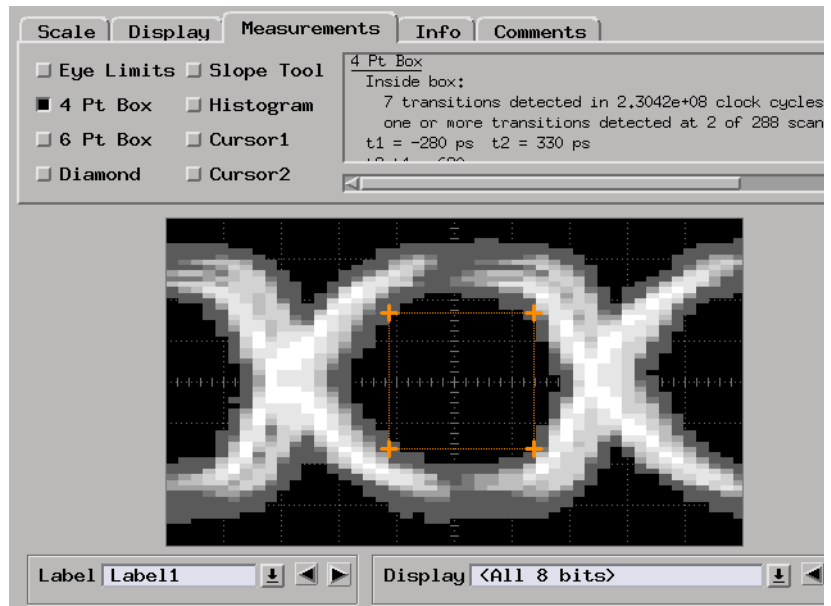 Scale Display Measurements Info Comments
Eye Limits Slope Tool
4 Pt Box Histogram
6 Pt Box Cursor1
Diamond Cursor2
4 Pt Box
Inside box:
7 transitions detected in 2.3042e+08 clock cycles
one or more transitions detected at 2 of 288 scan
t1 = -280 ps t2 = 330 ps
Label Label1
Display <All 8 bits>